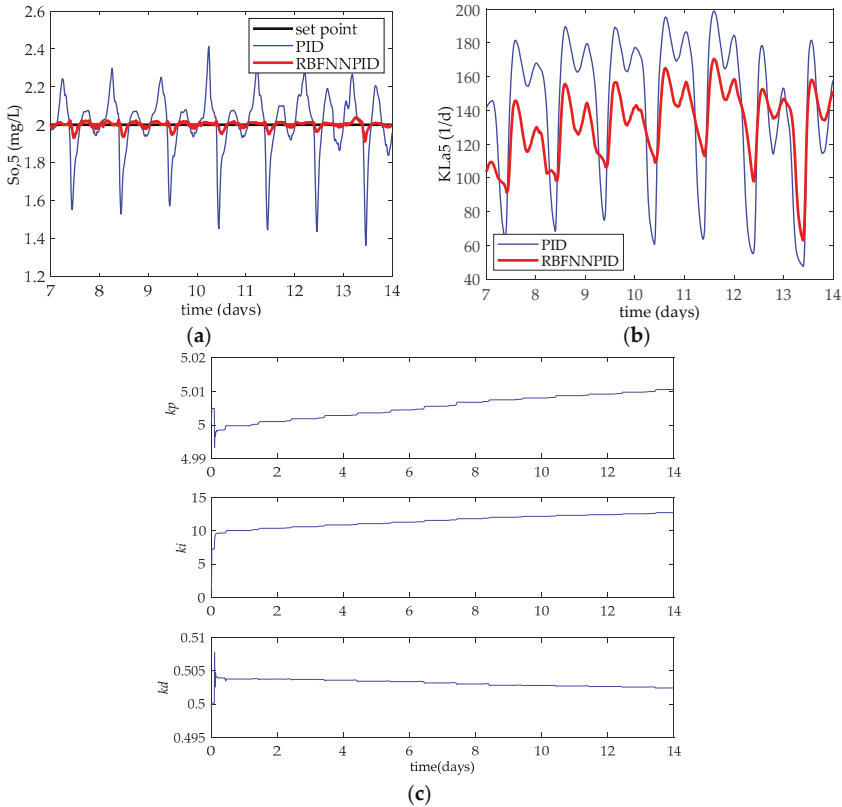 2.6
2.4
2.2
2
1.8
1.6
1.4
1.2
So,5 (mg/L)
set point
PID
RBFNNPID
7 8 9 10 11 12 13 14
time (days)
(a)
200
180
160
140
120
100
80
60
40
KLa5 (1/d)
PID
RBFNNPID
7 8 9 10 11 12 13 14
time (days)
(b)
5.02
5.01
5
4.99
kp
0 2 4 6 8 10 12 14
15
10
5
0
ki
0 2 4 6 8 10 12 14
0.51
0.505
0.5
0.495
kd
0 2 4 6 8 10 12 14
time(days)
(c)